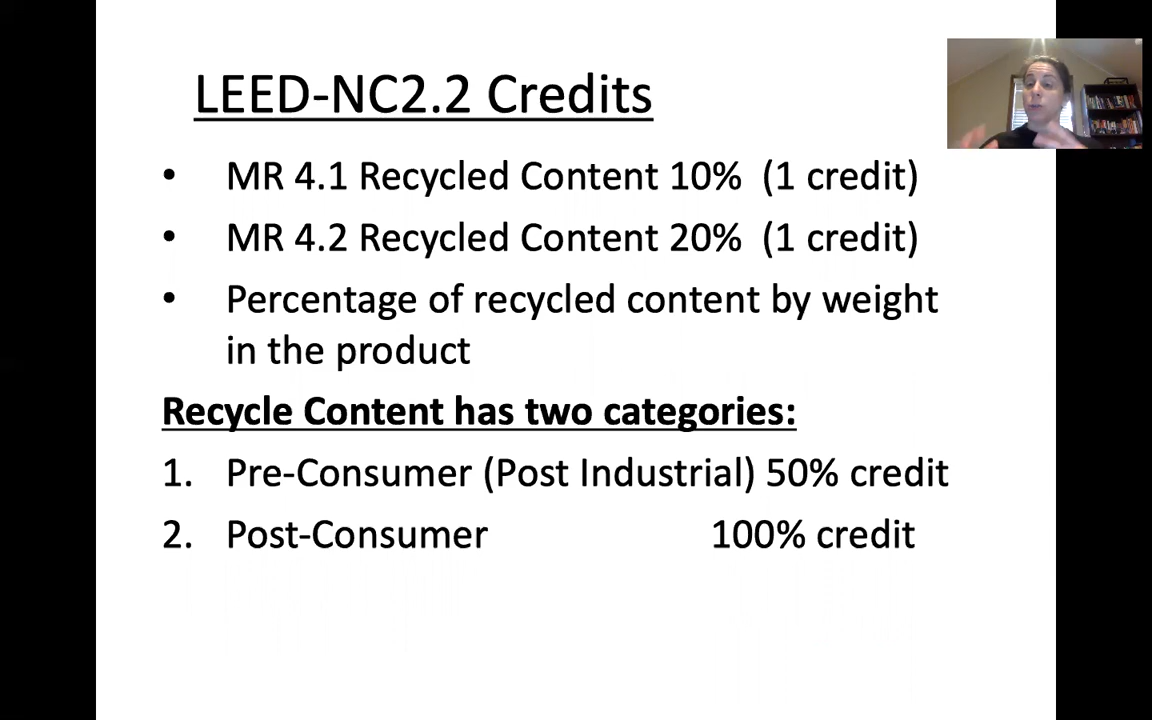 LEED-NC2.2 Credits
• MR 4.1 Recycled Content 10% (1 credit)
• MR 4.2 Recycled Content 20% (1 credit)
• Percentage of recycled content by weight
in the product
Recycle Content has two categories:
1. Pre-Consumer (Post Industrial) 50% credit
2. Post-Consumer 100% credit